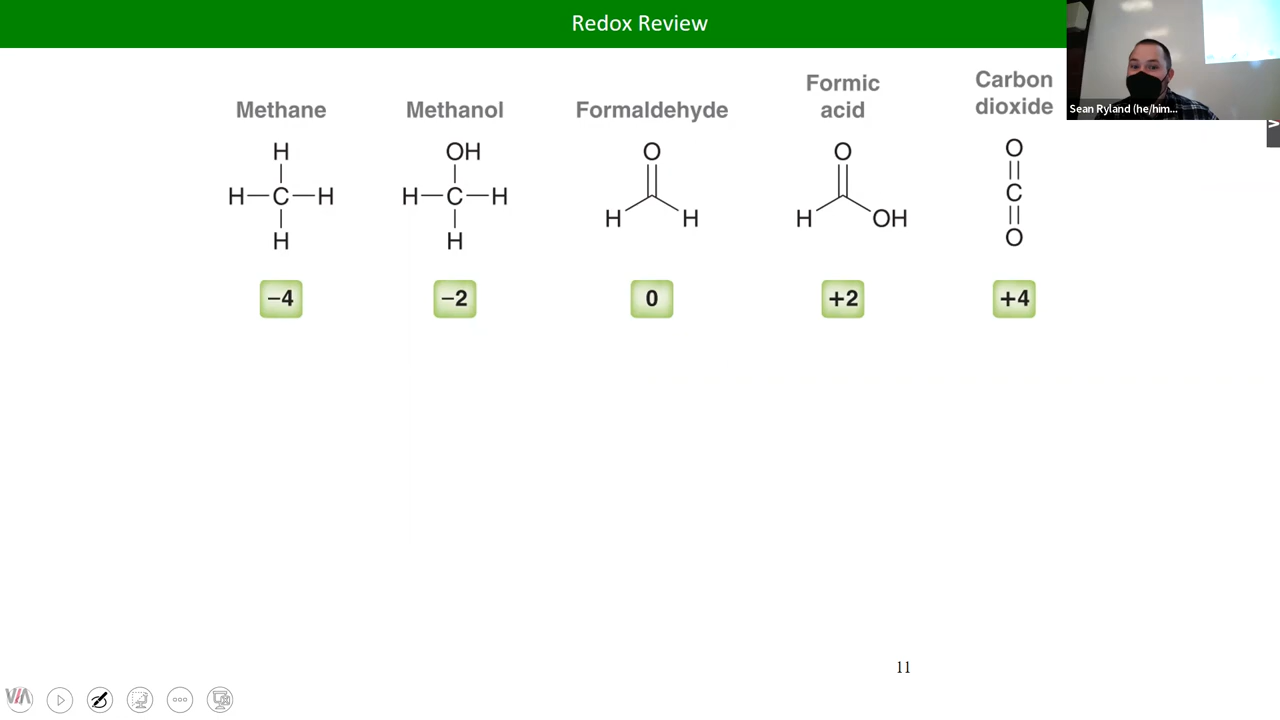 Redox Review
Methane
Methanol
Formaldehyde
Formic
acid
Carbon
dioxide
H
H—C—H
H
OH
H—C—H
H
O
H H
O
H OH
O
C
O
−4
−2
0
+2
+4
Sean Ryland (he/him...
11
VIA